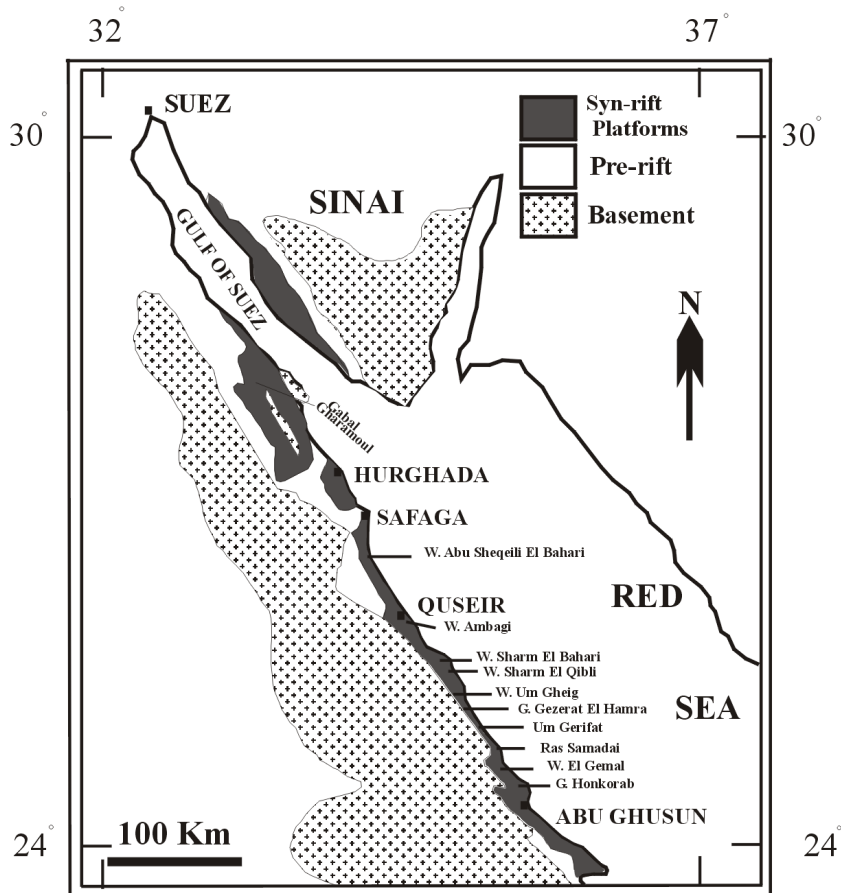 32° 37°
SUEZ
30° 30°
Syn-rift
Platforms
Pre-rift
Basement
SINAI
GULF OF SUEZ
N
Gabal
Gharamoul
HURGHADA
SAFAGA
W. Abu Sheqeili El Bahari
RED
QUSEIR
W. Ambagi
W. Sharm El Bahari
W. Sharm El Qibli
W. Um Gheig
G. Gezerat El Hamra
SEA
Um Gerifat
Ras Samadai
W. El Gemal
G. Honkorab
ABU GHUSUN
100 Km
24° 24°